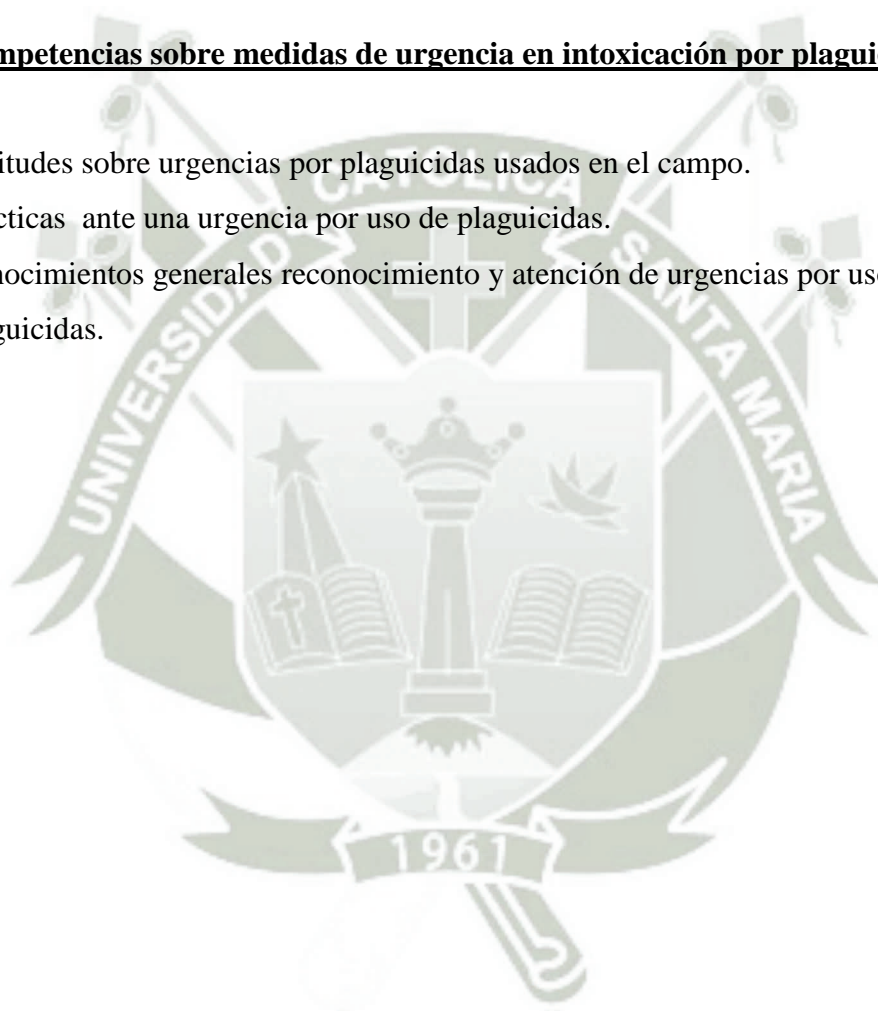 ompetencias sobre medidas de urgencia en intoxicación por plagui
itudes sobre urgencias por plaguicidas usados en el campo.
cticas ante una urgencia por uso de plaguicidas.
nocimientos generales reconocimiento y atención de urgencias por uso
guicidas.
UNIVERSIDAD CATOLICA SANTA MARIA
1961